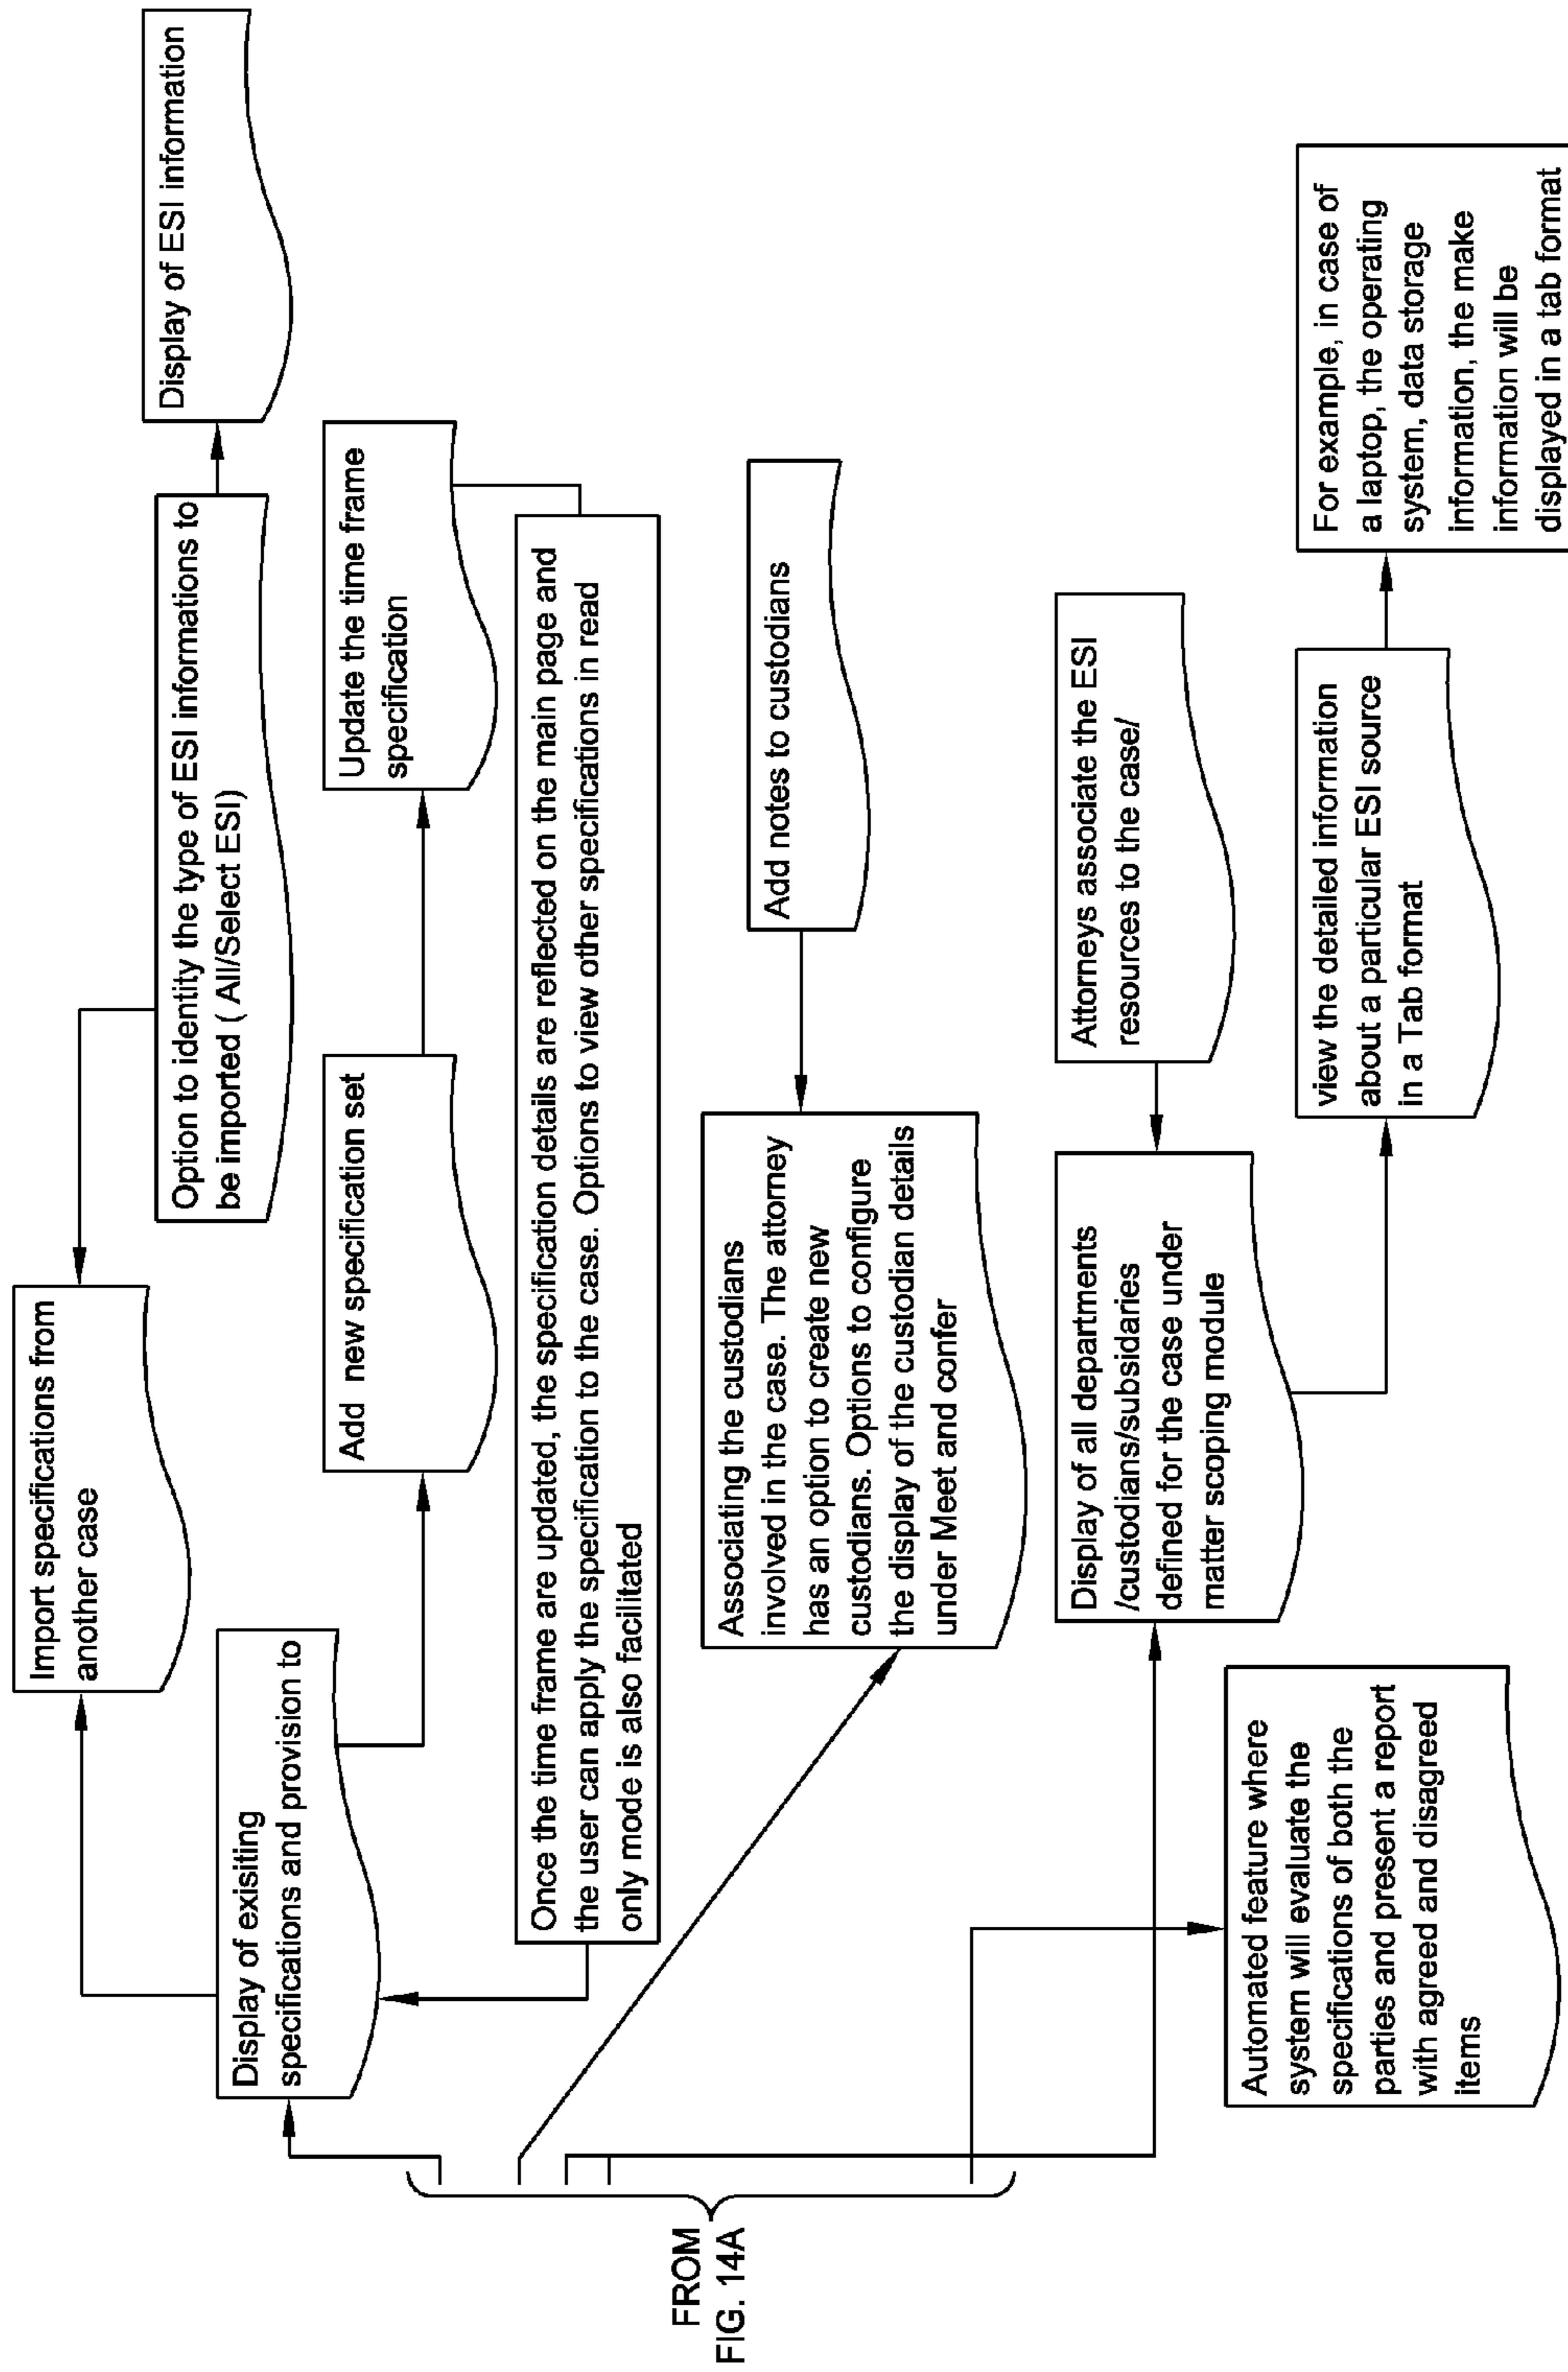 FROM
FIG. 14A
Display of exisiting
specifications and provision to
Import specifications from
another case
Option to identity the type of ESI informations to
be imported ( All/Select ESI)
Display of ESI information
Add new specification set
Update the time frame
specification
Once the time frame are updated, the specification details are reflected on the main page and
the user can apply the specification to the case. Options to view other specifications in read
only mode is also facilitated
Associating the custodians
involved in the case. The attorney
has an option to create new
custodians. Options to configure
the display of the custodian details
under Meet and confer
Add notes to custodians
Display of all departments
/custodians/subsidaries
defined for the case under
matter scoping module
Attorneys associate the ESI
resources to the case/
view the detailed information
about a particular ESI source
in a Tab format
For example, in case of
a laptop, the operating
system, data storage
information, the make
information will be
displayed in a tab format
Automated feature where
system will evaluate the
specifications of both the
parties and present a report
with agreed and disagreed
items